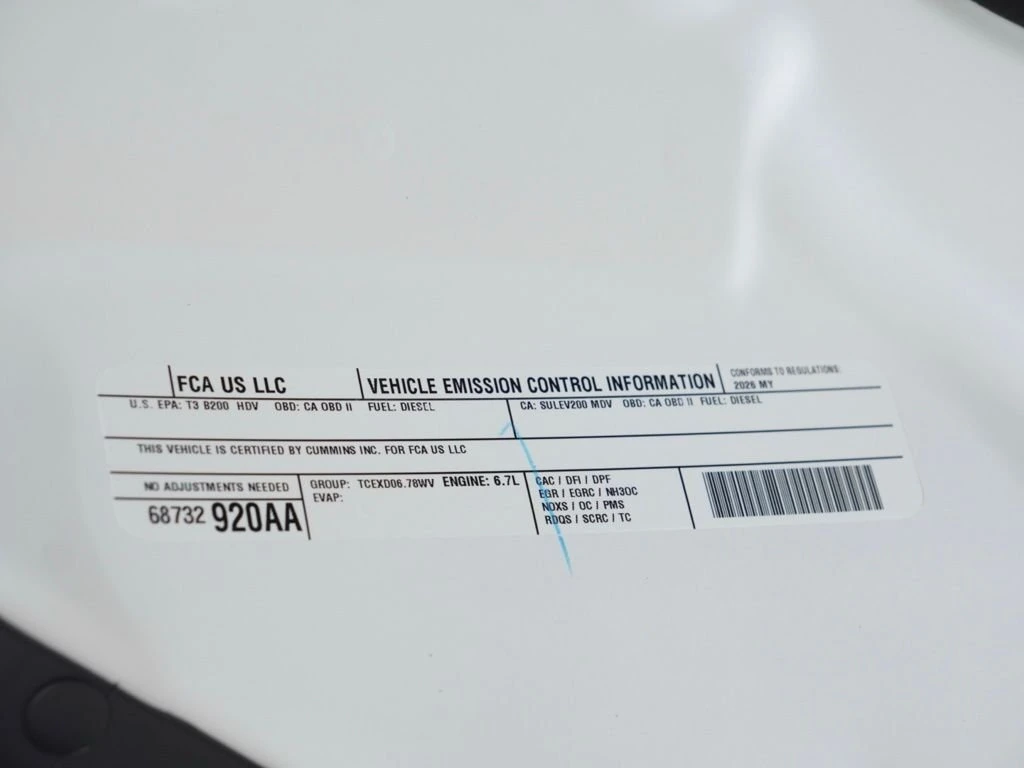 FCA US LLC
VEHICLE EMISSION CONTROL INFORMATION
CONFORMS TO REGULATIONS:
2026 MY
U.S. EPA: T3 B200 HDV OBD: CA OBD II FUEL: DIESEL
CA: SULEV200 MDV OBD: CA OBD II FUEL: DIESEL
THIS VEHICLE IS CERTIFIED BY CUMMINS INC. FOR FCA US LLC
NO ADJUSTMENTS NEEDED
68732 920AA
GROUP: TCEXD06.78WV ENGINE: 6.7L
EVAP:
CAC / DFI / DPF
EGR / EGRC / NH3OC
NOXS / OC / PMS
RDQS / SCRC / TC